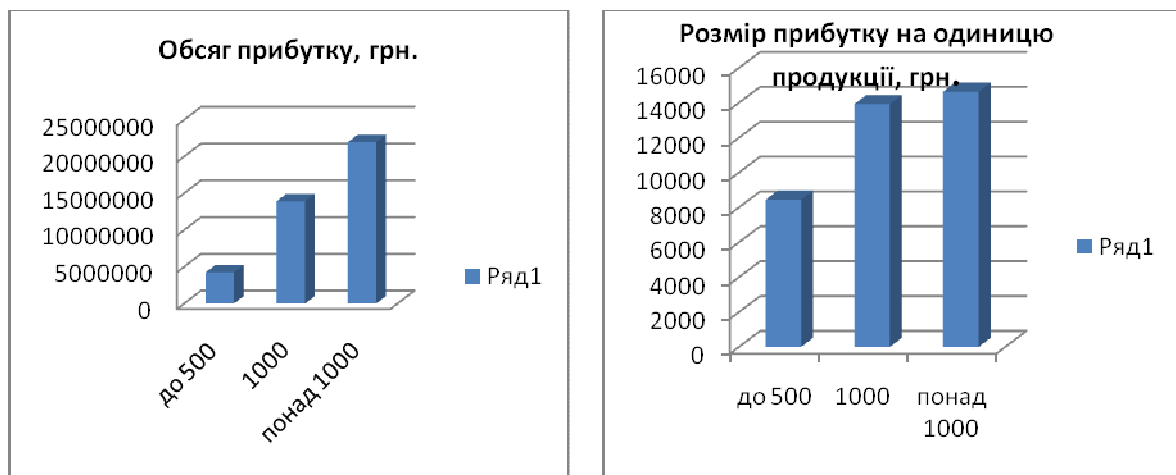 Обсяг прибутку, грн.
25000000
20000000
15000000
10000000
5000000
0
до 500
1000
понад 1000
Ряд1
Розмір прибутку на одиницю
продукції, грн.
16000
14000
12000
10000
8000
6000
4000
2000
0
до 500
1000
понад
1000
Ряд1